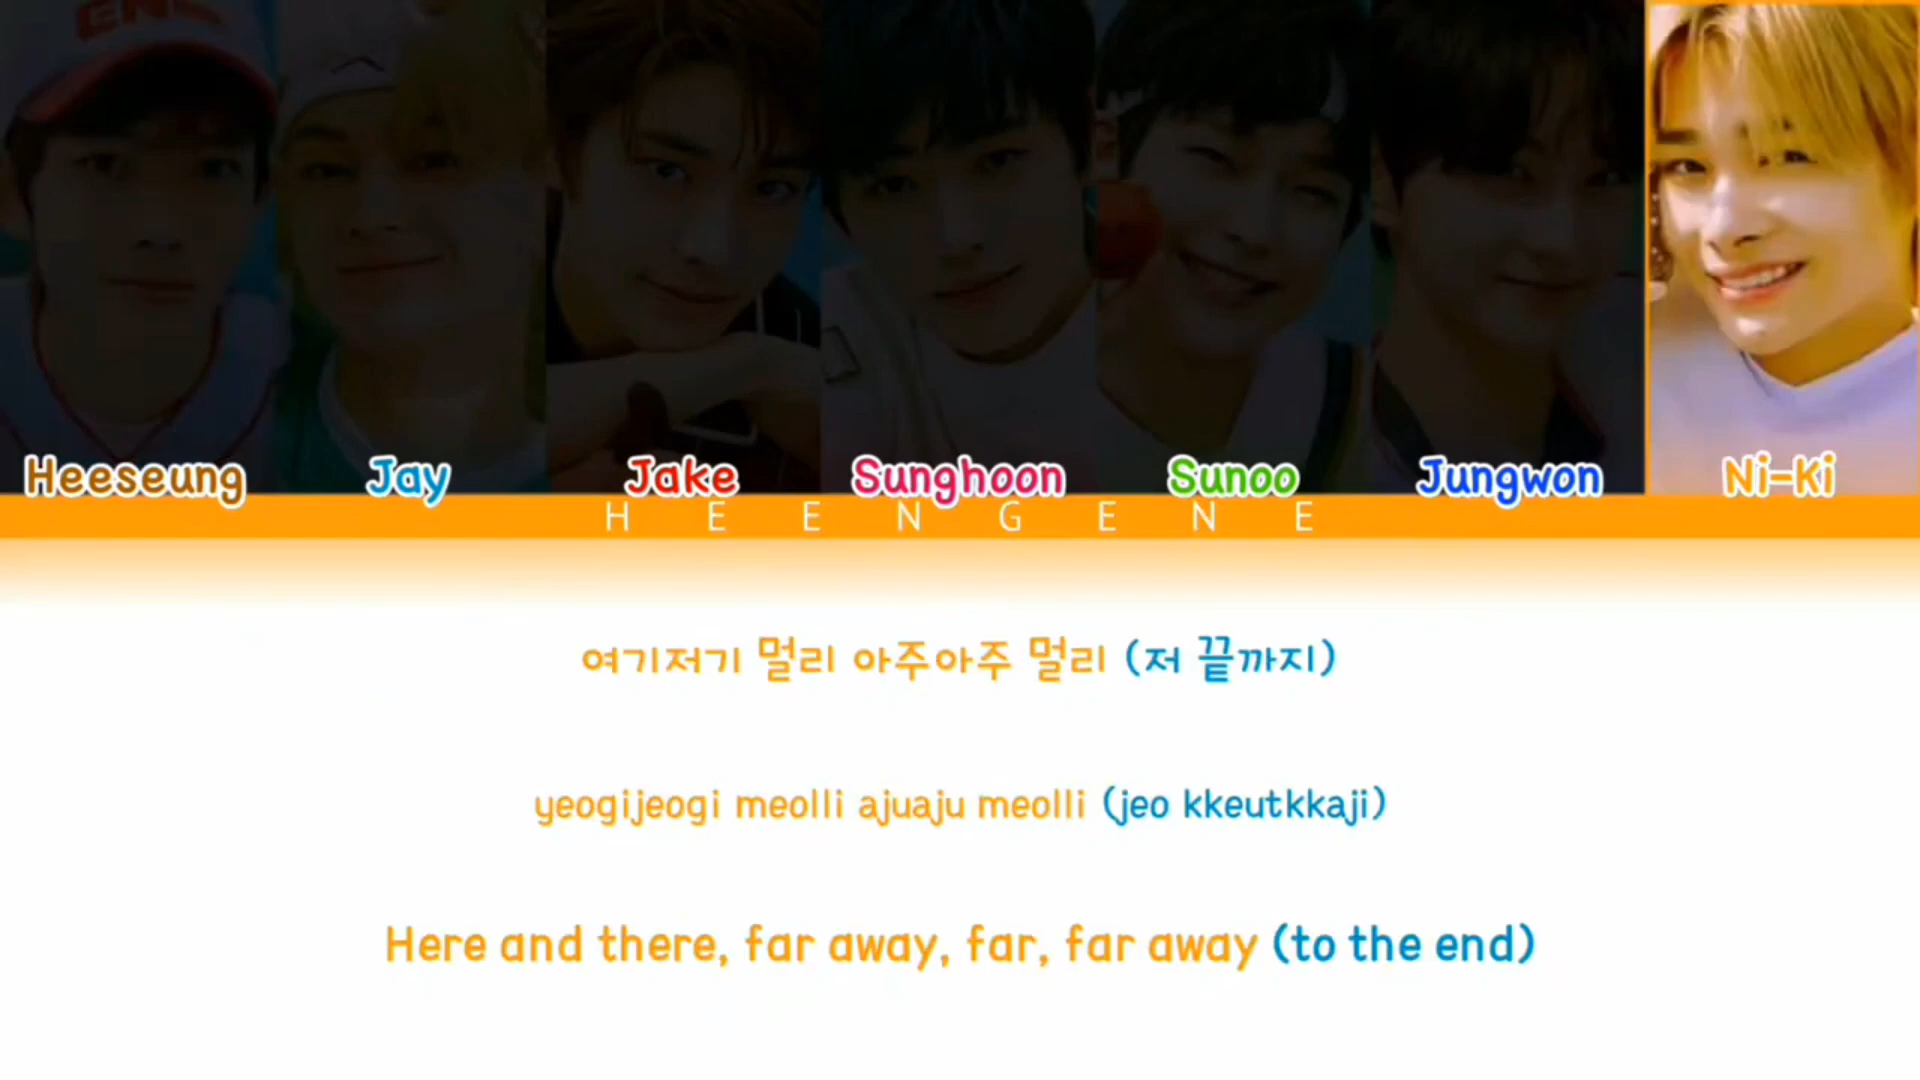 Heeseung Jay Jake Sunghoon Sunoo Jungwon Ni-Ki
HEENGENE
여기저기 멀리 아주아주 멀리 (저 끝까지)
yeogijeogi meolli ajuaju meolli (jeo kkeutkkaji)
Here and there, far away, far, far away (to the end)